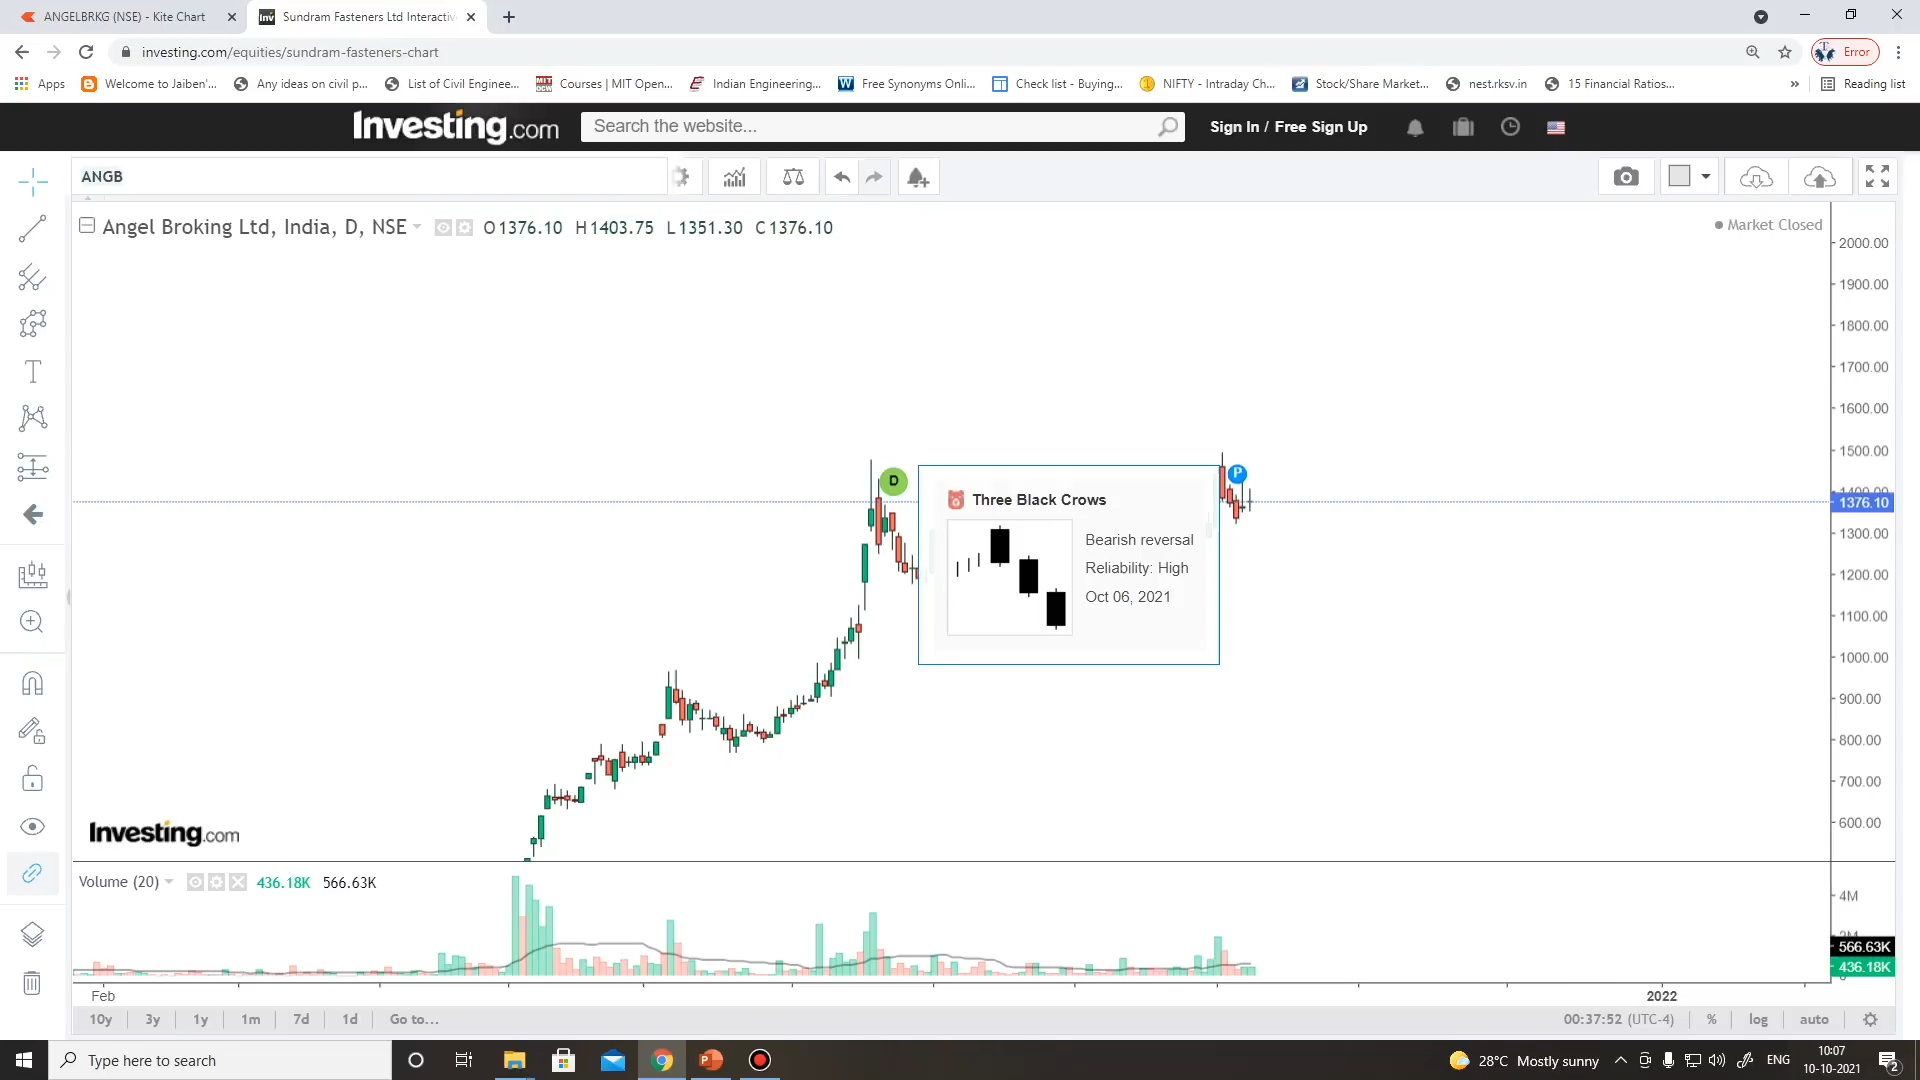 ANGELBRKG (NSE) - Kite Chart
Sundram Fasteners Ltd Interactiv
investing.com/equities/sundram-fasteners-chart
Error
Apps
Welcome to Jaiben'...
Any ideas on civil p...
List of Civil Enginee...
Courses | MIT Open...
Indian Engineering...
Free Synonyms Onli...
Check list - Buying...
NIFTY - Intraday Ch...
Stock/Share Market...
nest.rksv.in
15 Financial Ratios...
»
Reading list
Investing.com
Search the website...
Sign In / Free Sign Up
ANGB
Angel Broking Ltd, India, D, NSE
O1376.10 H1403.75 L1351.30 C1376.10
Market Closed
2000.00
1900.00
1800.00
1700.00
1600.00
1500.00
1400.00
1376.10
1300.00
1200.00
1100.00
1000.00
900.00
800.00
700.00
600.00
D
P
Three Black Crows
Bearish reversal
Reliability: High
Oct 06, 2021
Investing.com
Volume (20)
436.18K 566.63K
4M
2M
566.63K
436.18K
0
Feb
2022
10y 3y 1y 1m 7d 1d Go to...
00:37:52 (UTC-4) % log auto
Type here to search
28°C Mostly sunny
ENG
10:07
10-10-2021
2